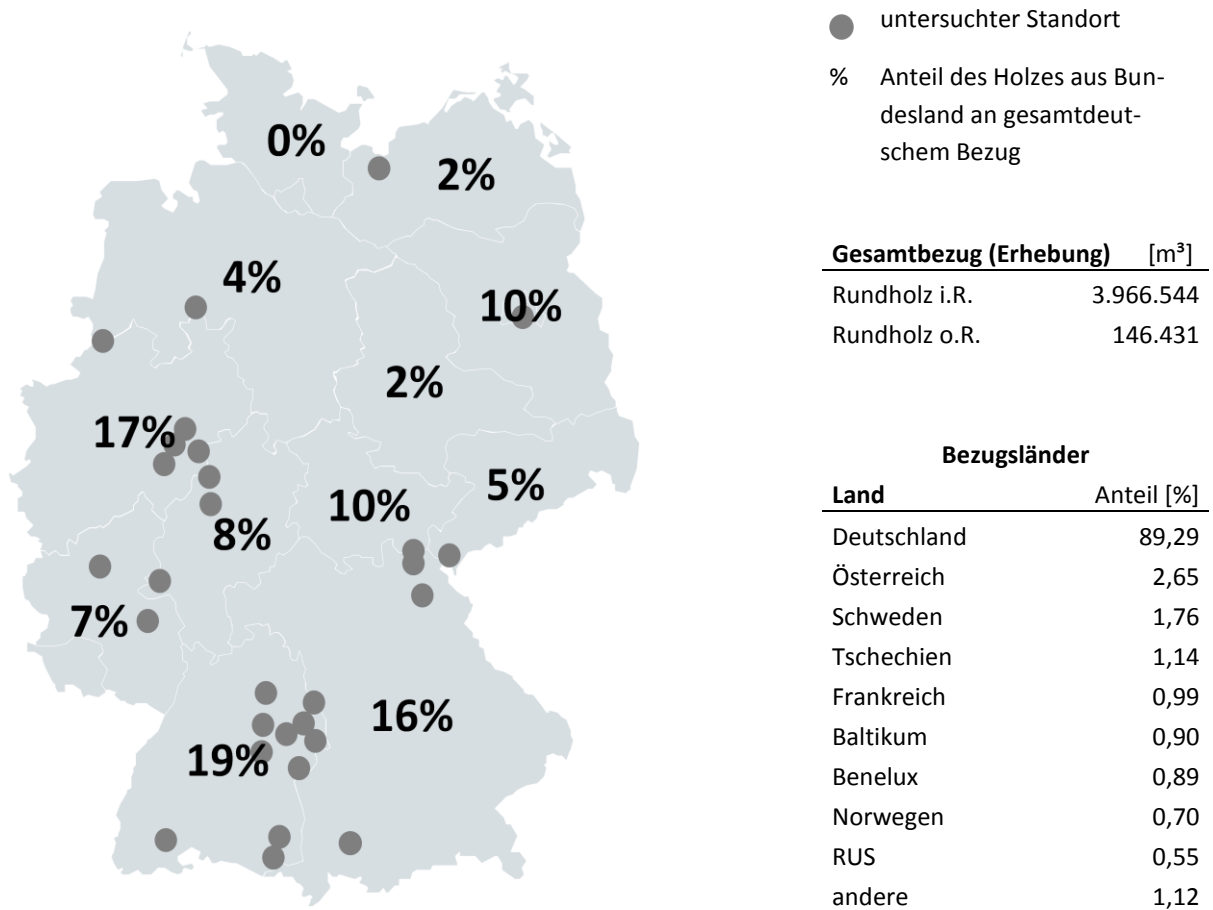 0%
2%
4%
10%
2%
17%
5%
10%
8%
7%
16%
19%
untersuchter Standort
% Anteil des Holzes aus Bun-
desland an gesamtdeut-
schem Bezug
Gesamtbezug (Erhebung) [m³]
Rundholz i.R. 3.966.544
Rundholz o.R. 146.431
Bezugsländer
Land Anteil [%]
Deutschland 89,29
Österreich 2,65
Schweden 1,76
Tschechien 1,14
Frankreich 0,99
Baltikum 0,90
Benelux 0,89
Norwegen 0,70
RUS 0,55
andere 1,12